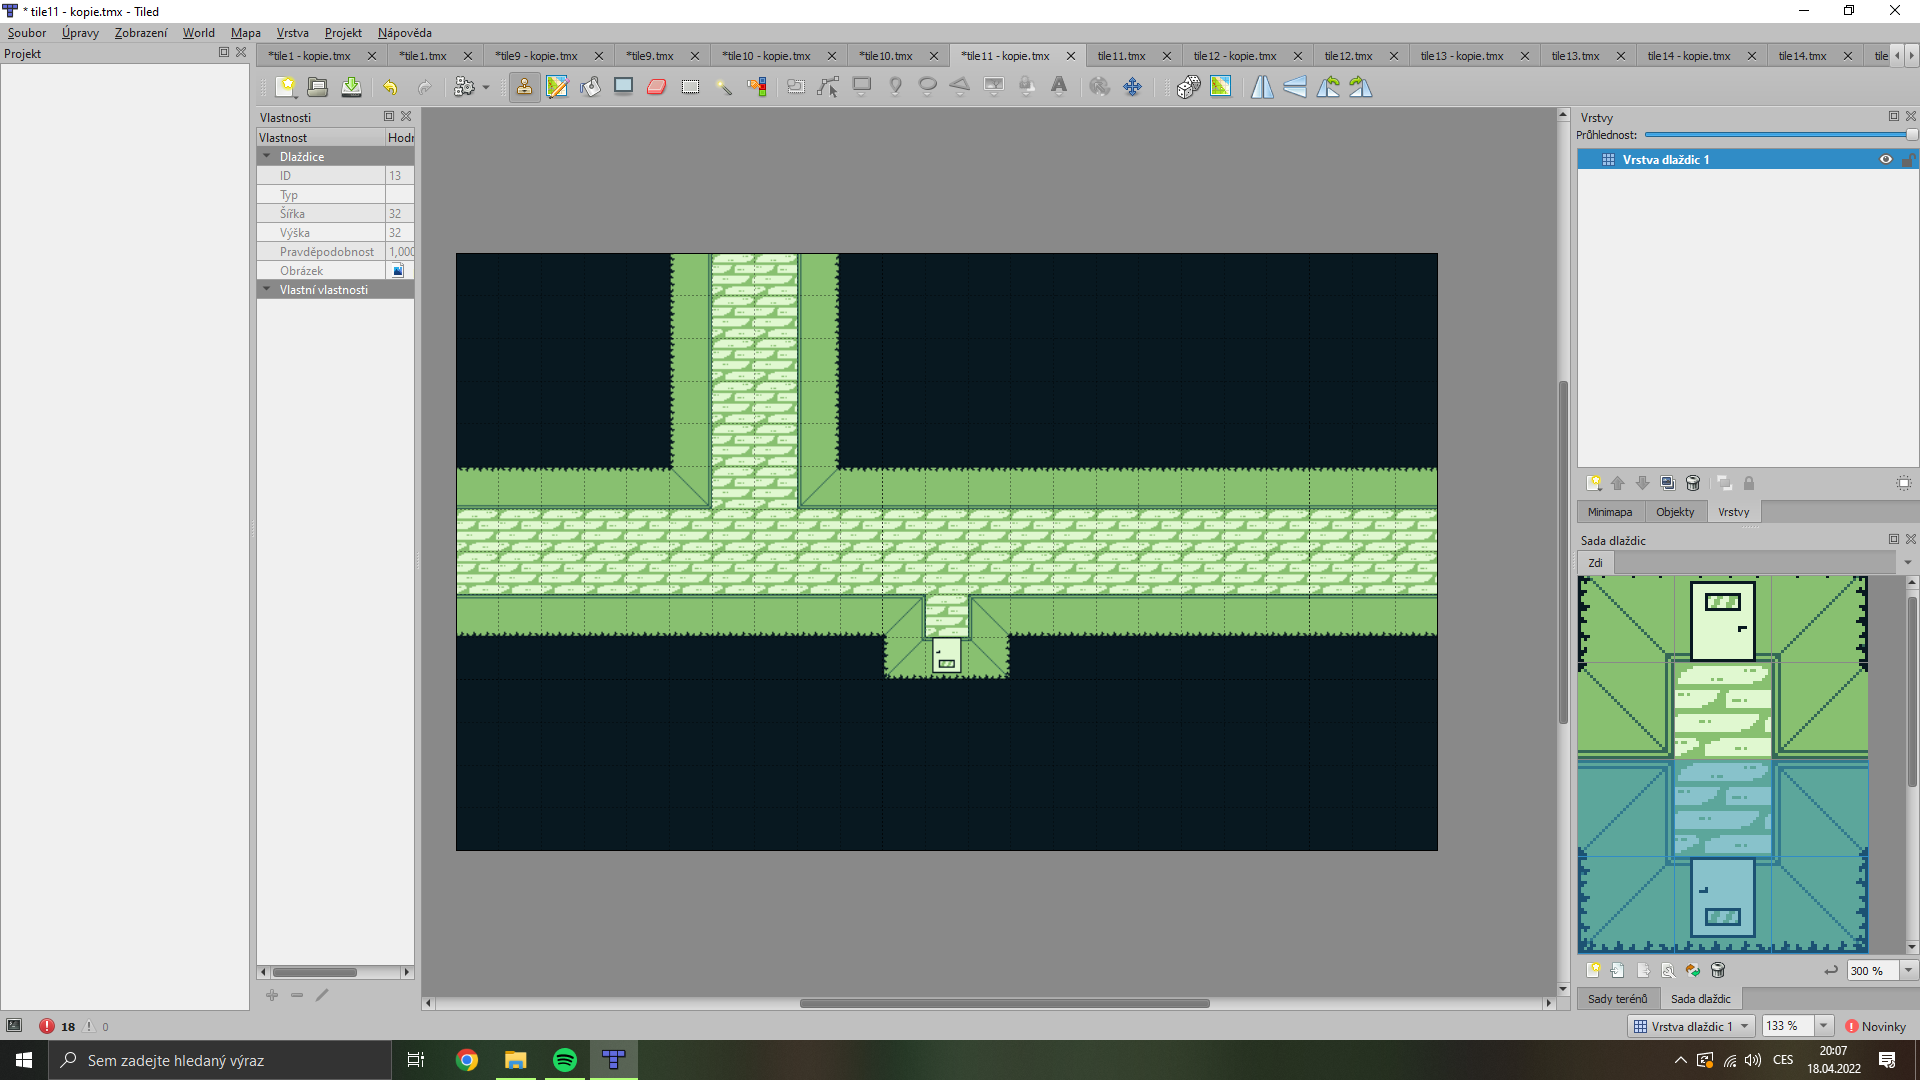 * tile11 - kopie.tmx - Tiled
Soubor Úpravy Zobrazení World Mapa Vrstva Projekt Nápověda
Projekt
*tile1 - kopie.tmx *tile1.tmx *tile9 - kopie.tmx *tile9.tmx *tile10 - kopie.tmx *tile10.tmx *tile11 - kopie.tmx tile11.tmx tile12 - kopie.tmx tile12.tmx tile13 - kopie.tmx tile13.tmx tile14 - kopie.tmx tile14.tmx tile
Vlastnosti
Vlastnost Hodr
Dlaždice
ID 13
Typ
Šířka 32
Výška 32
Pravděpodobnost 1,000
Obrázek
Vlastní vlastnosti
Vrstvy
Průhlednost:
Vrstva dlaždic 1
Minimapa Objekty Vrstvy
Sada dlaždic
Zdi
300 %
Sady terénů Sada dlaždic
18 0
Vrstva dlaždic 1 133 % Novinky
Sem zadejte hledaný výraz
CES
20:07
18.04.2022